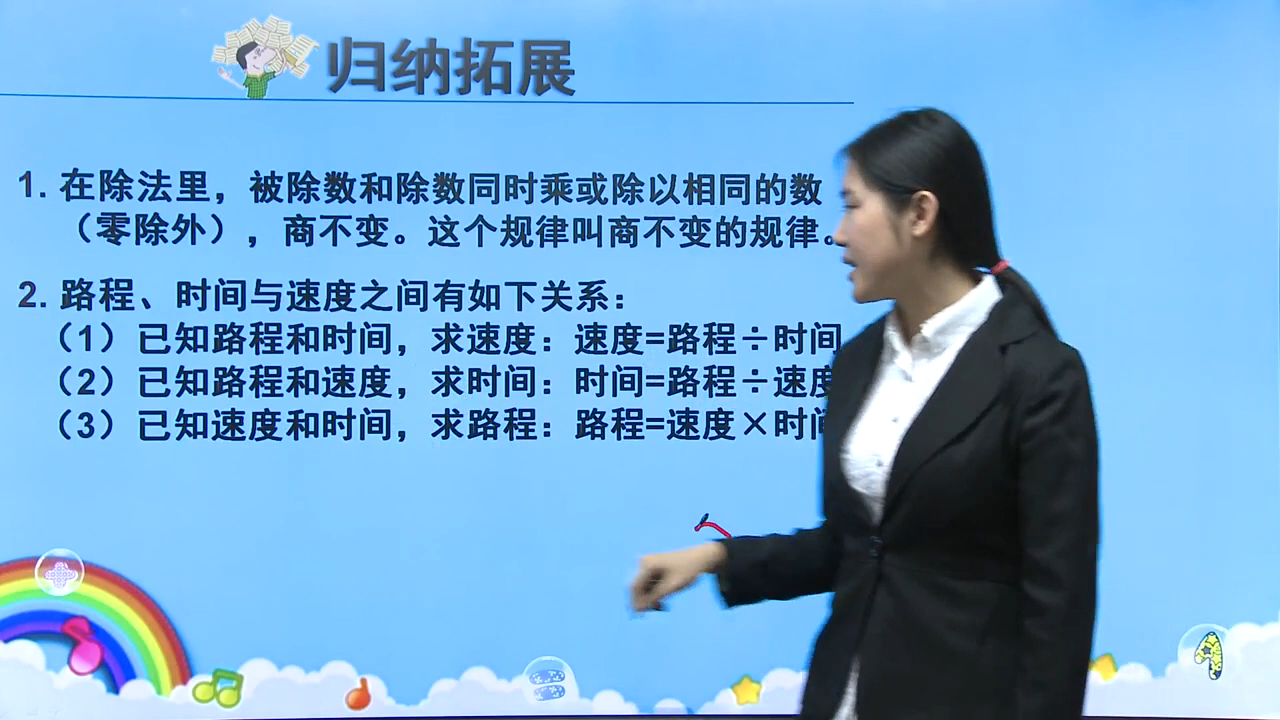 归纳拓展
1. 在除法里，被除数和除数同时乘或除以相同的数
（零除外），商不变。这个规律叫商不变的规律。
2. 路程、时间与速度之间有如下关系：
（1）已知路程和时间，求速度：速度=路程÷时间
（2）已知路程和速度，求时间：时间=路程÷速度
（3）已知速度和时间，求路程：路程=速度×时间